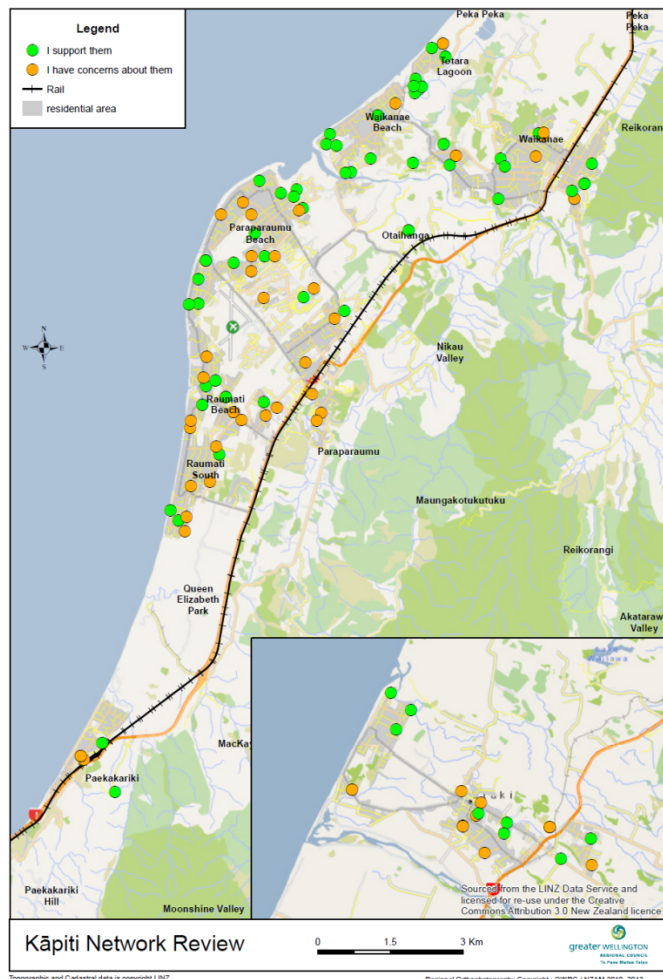 Legend
I support them
I have concerns about them
Rail
residential area
Peka Peka
Peka
Peka
Totara
Lagoon
Waikanae
Beach
Waikanae
Reikorangi
Otaihanga
Paraparaumu
Beach
N
W E
S
Nikau
Valley
Raumati
Beach
Paraparaumu
Raumati
South
Maungakotukutuku
Reikorangi
Queen
Elizabeth
Park
Akataraw
Valley
MacKay
Paekakariki
Paekakariki
Hill
Moonshine Valley
Sourced from the LINZ Data Service and
licensed for re-use under the Creative
Commons Attribution 3.0 New Zealand licence
Kāpiti Network Review
0 1.5 3 Km
greater WELLINGTON
REGIONAL COUNCIL
Te Pane Matua Taiao
Topographic and Cadastral data is copyright LINZ